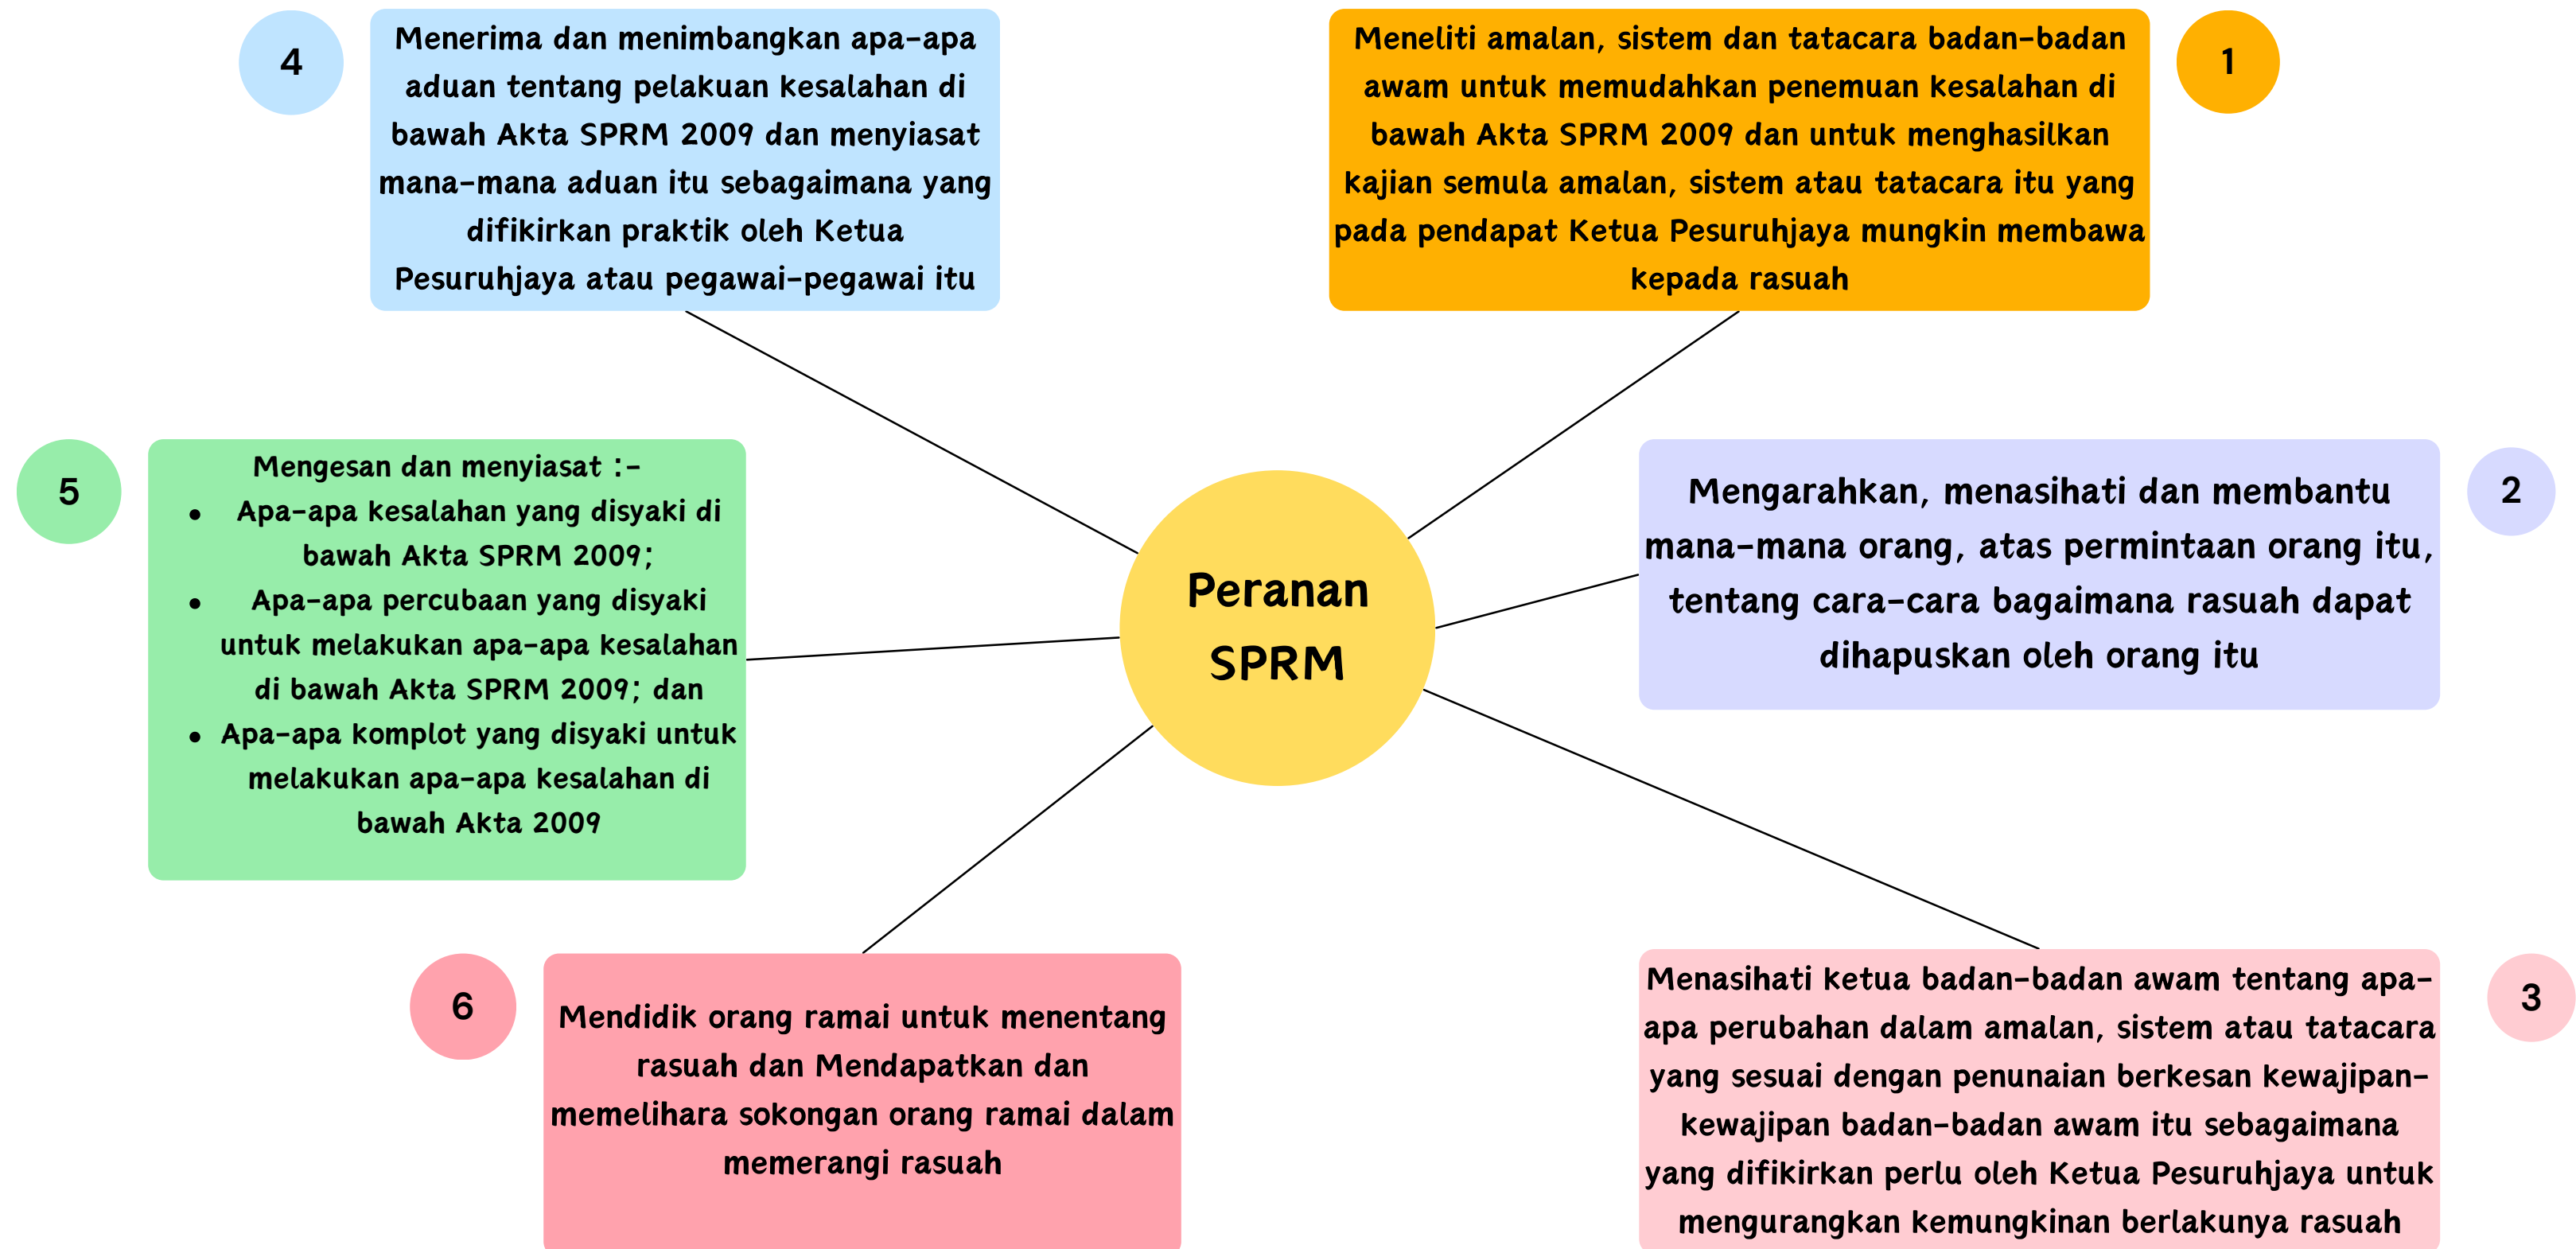 Peranan
SPRM
1
Meneliti amalan, sistem dan tatacara badan-badan
awam untuk memudahkan penemuan kesalahan di
bawah Akta SPRM 2009 dan untuk menghasilkan
kajian semula amalan, sistem atau tatacara itu yang
pada pendapat Ketua Pesuruhjaya mungkin membawa
kepada rasuah
2
Mengarahkan, menasihati dan membantu
mana-mana orang, atas permintaan orang itu,
tentang cara-cara bagaimana rasuah dapat
dihapuskan oleh orang itu
3
Menasihati ketua badan-badan awam tentang apa-
apa perubahan dalam amalan, sistem atau tatacara
yang sesuai dengan penunaian berkesan kewajipan-
kewajipan badan-badan awam itu sebagaimana
yang difikirkan perlu oleh Ketua Pesuruhjaya untuk
mengurangkan kemungkinan berlakunya rasuah
4
Menerima dan menimbangkan apa-apa
aduan tentang pelakuan kesalahan di
bawah Akta SPRM 2009 dan menyiasat
mana-mana aduan itu sebagaimana yang
difikirkan praktik oleh Ketua
Pesuruhjaya atau pegawai-pegawai itu
5
Mengesan dan menyiasat :-
• Apa-apa kesalahan yang disyaki di
bawah Akta SPRM 2009;
• Apa-apa percubaan yang disyaki
untuk melakukan apa-apa kesalahan
di bawah Akta SPRM 2009; dan
• Apa-apa komplot yang disyaki untuk
melakukan apa-apa kesalahan di
bawah Akta 2009
6
Mendidik orang ramai untuk menentang
rasuah dan Mendapatkan dan
memelihara sokongan orang ramai dalam
memerangi rasuah